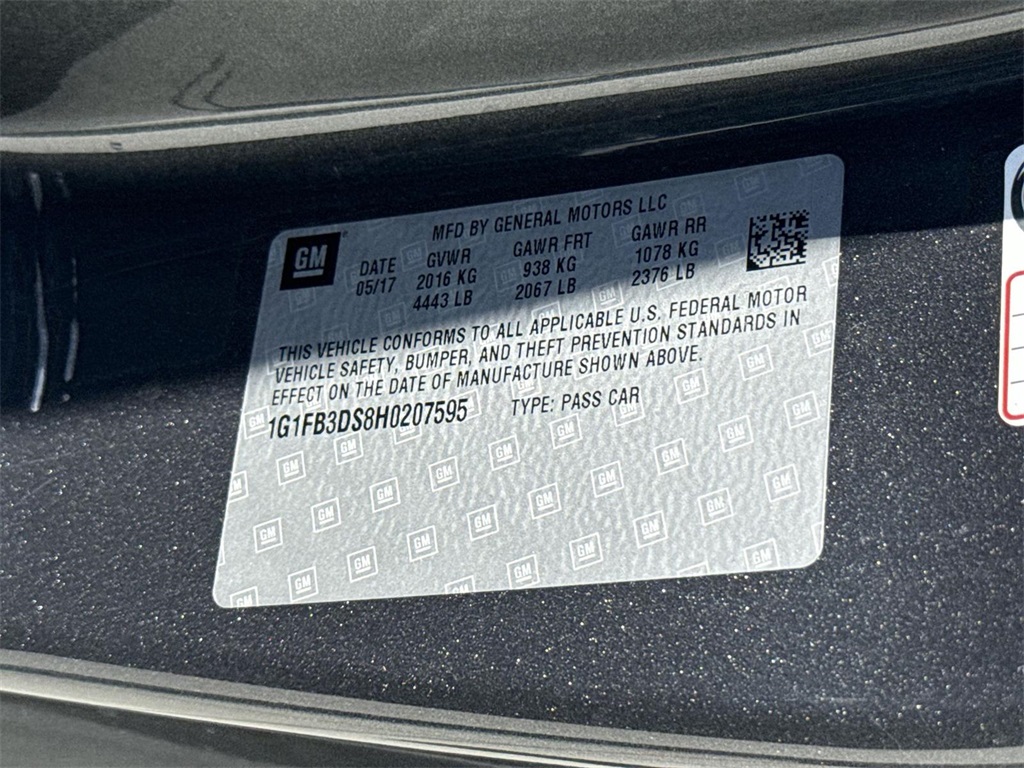 GM
MFD BY GENERAL MOTORS LLC
DATE GVWR GAWR FRT GAWR RR
05/17 2016 KG 938 KG 1078 KG
4443 LB 2067 LB 2376 LB
THIS VEHICLE CONFORMS TO ALL APPLICABLE U.S. FEDERAL MOTOR
VEHICLE SAFETY, BUMPER, AND THEFT PREVENTION STANDARDS IN
EFFECT ON THE DATE OF MANUFACTURE SHOWN ABOVE.
1G1FB3DS8H0207595 TYPE: PASS CAR